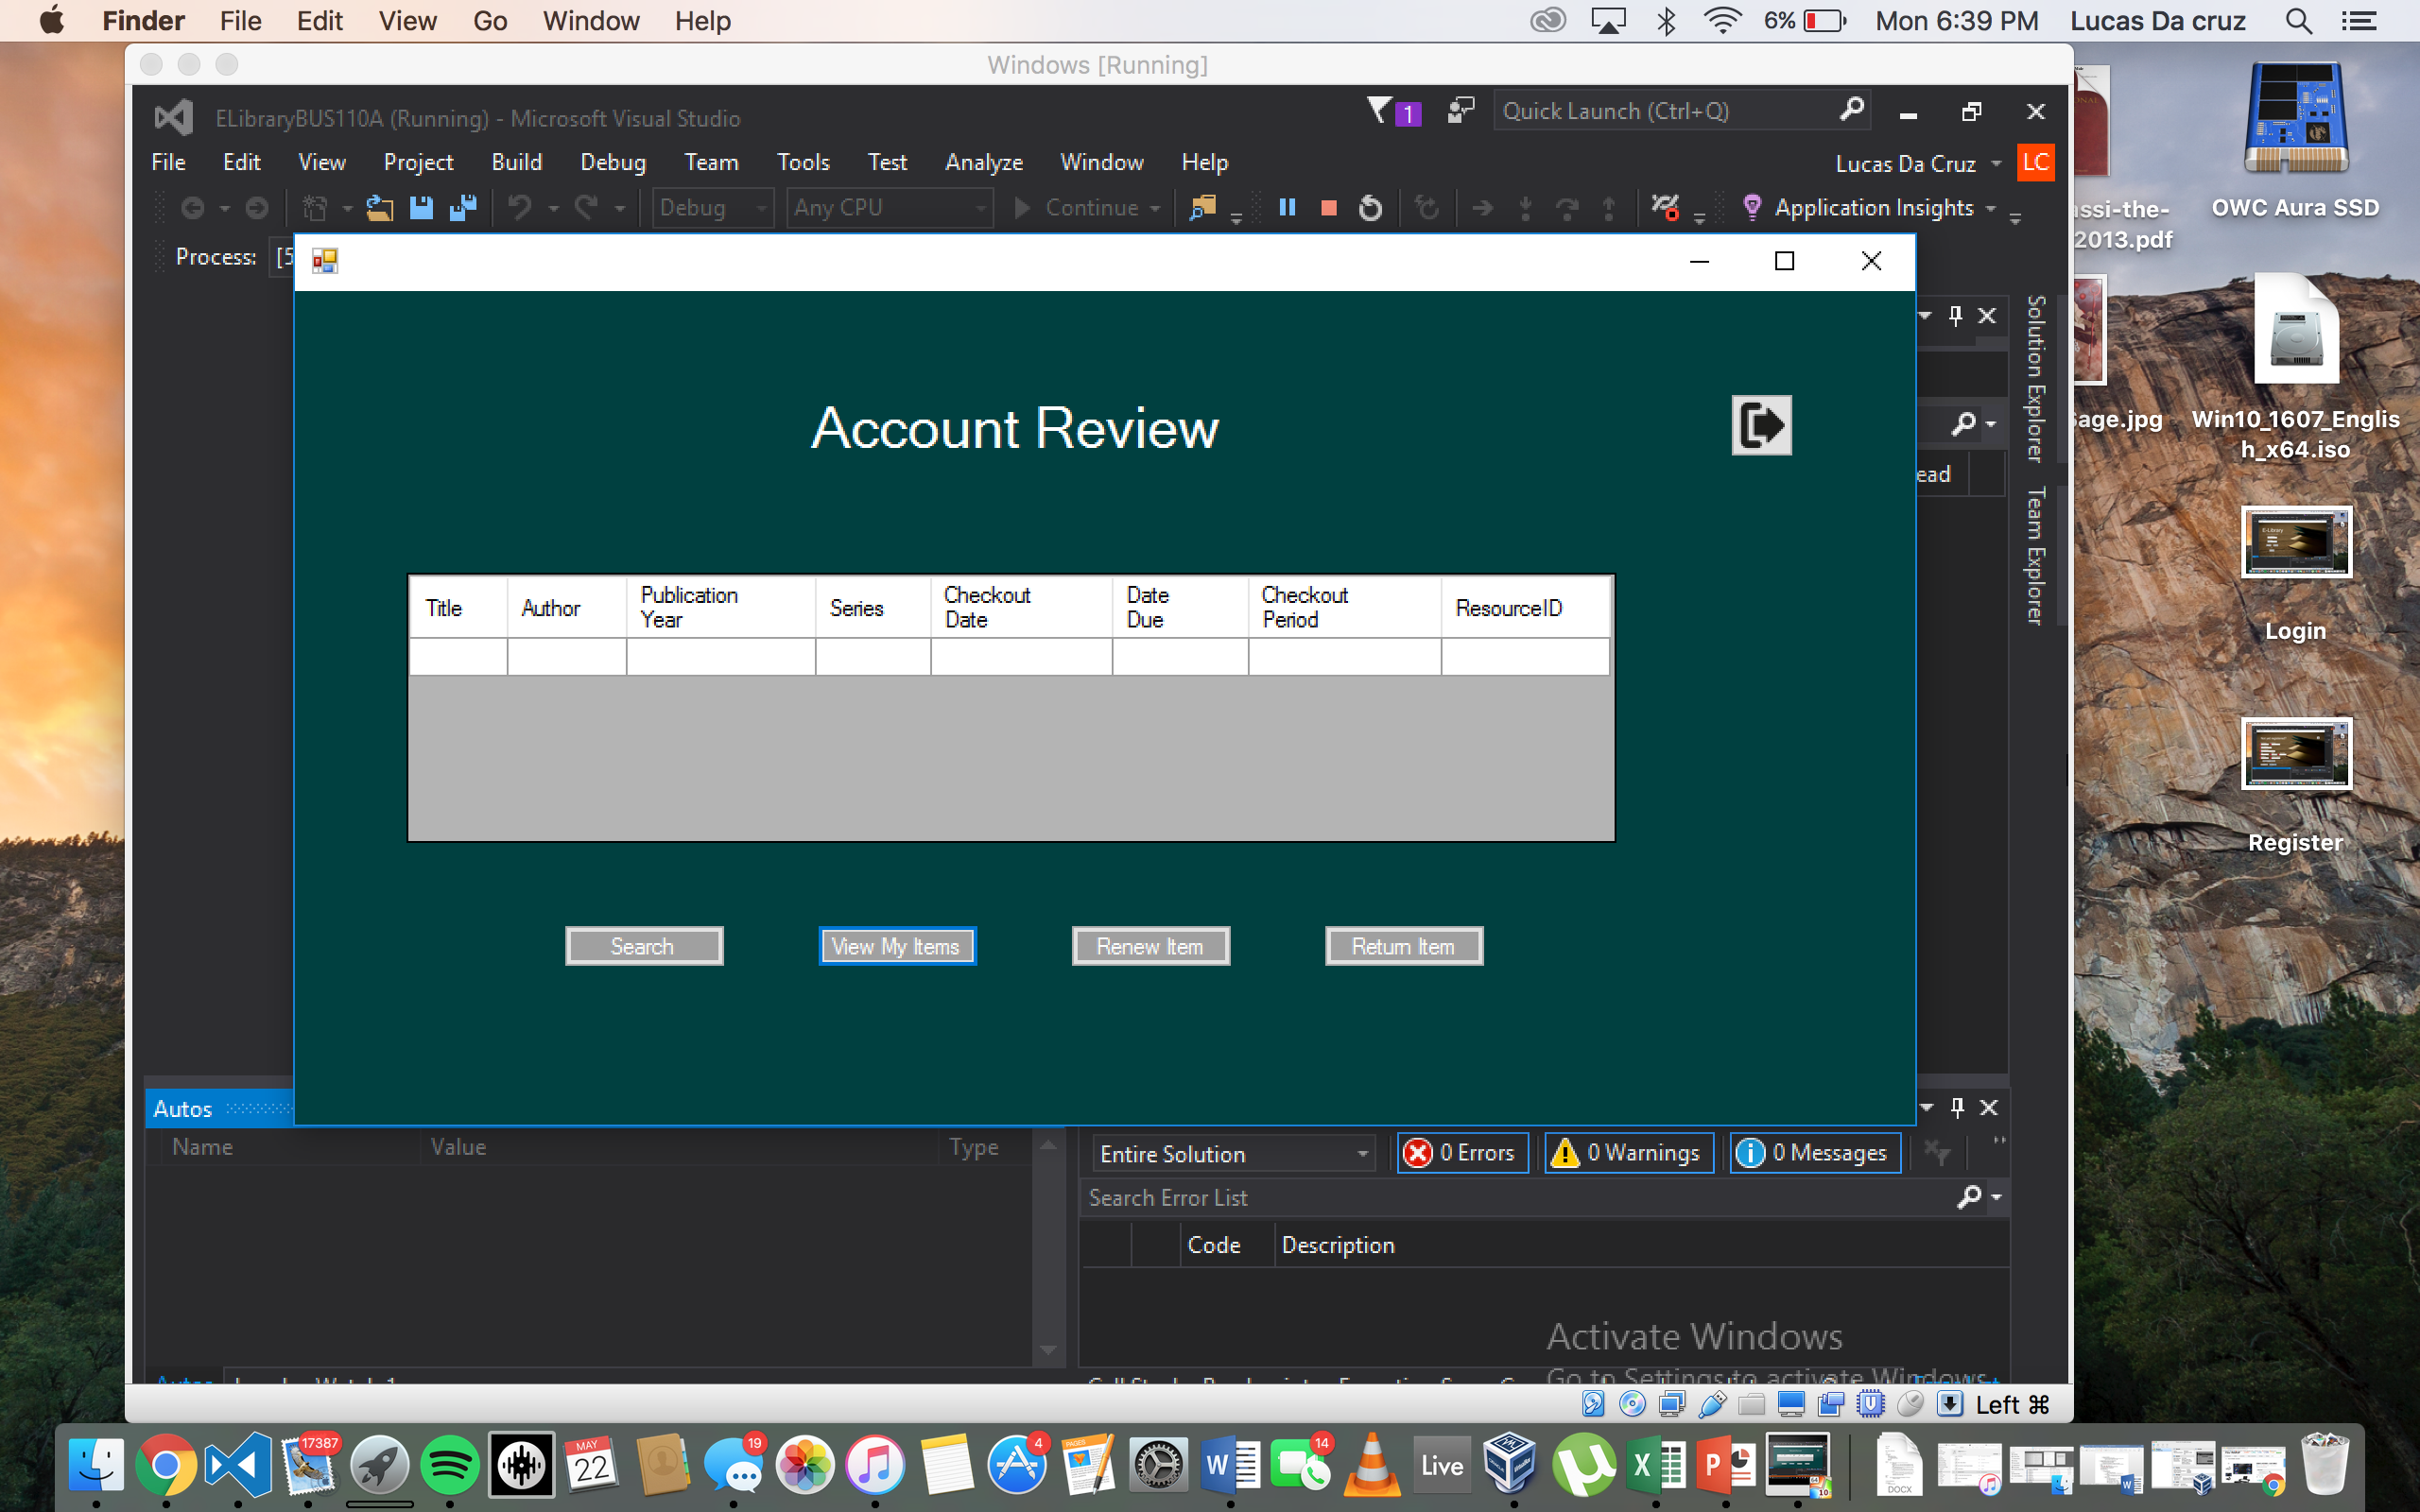 Finder File Edit View Go Window Help 6% Mon 6:39 PM Lucas Da cruz
Windows [Running]
ELibraryBUS110A (Running) - Microsoft Visual Studio 1 Quick Launch (Ctrl+Q)
File Edit View Project Build Debug Team Tools Test Analyze Window Help Lucas Da Cruz LC
Debug Any CPU Continue Application Insights
Process: [5
Account Review
Title Author Publication Year Series Checkout Date Date Due Checkout Period ResourceID
Search View My Items Renew Item Return Item
Solution Explorer
Team Explorer
ead
assi-the-
2013.pdf
OWC Aura SSD
age.jpg
Win10_1607_Englis
h_x64.iso
Login
Register
Autos
Name Value Type
Entire Solution 0 Errors 0 Warnings 0 Messages
Search Error List
Code Description
Activate Windows
Go to Settings to activate Windows.
Left ⌘
17387 MAY 22 19 4 PAGES W 14 Live X P 10 DOCX